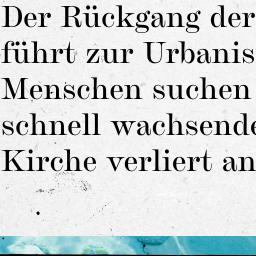 Der Rückgang der
führt zur Urbanis
Menschen suchen
schnell wachsende
Kirche verliert an